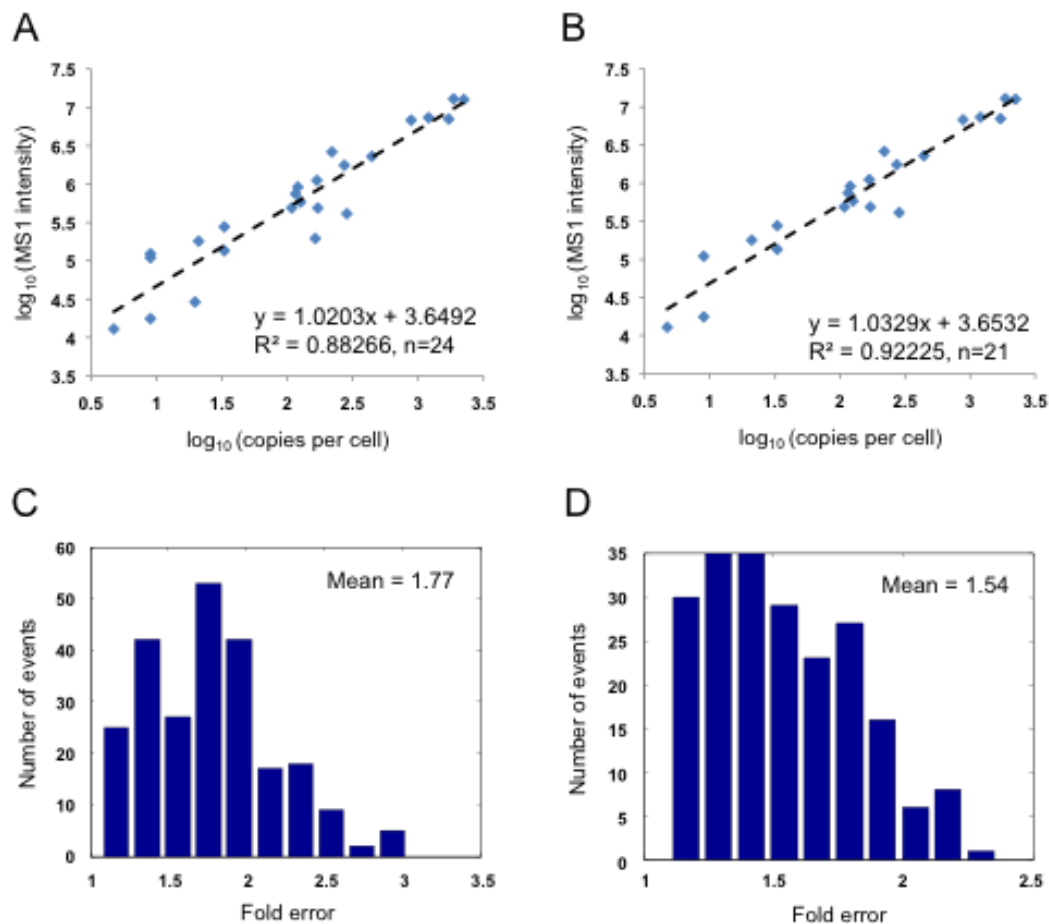 A
7.5
7
6.5
6
5.5
5
4.5
4
3.5
log10 (MS1 intensity)
0.5 1 1.5 2 2.5 3 3.5
log10 (copies per cell)
y = 1.0203x + 3.6492
R² = 0.88266, n=24
B
7.5
7
6.5
6
5.5
5
4.5
4
3.5
log10 (MS1 intensity)
0.5 1 1.5 2 2.5 3 3.5
log10 (copies per cell)
y = 1.0329x + 3.6532
R² = 0.92225, n=21
C
60
50
40
30
20
10
0
Number of events
Mean = 1.77
1 1.5 2 2.5 3 3.5
Fold error
D
35
30
25
20
15
10
5
0
Number of events
Mean = 1.54
1 1.5 2 2.5
Fold error